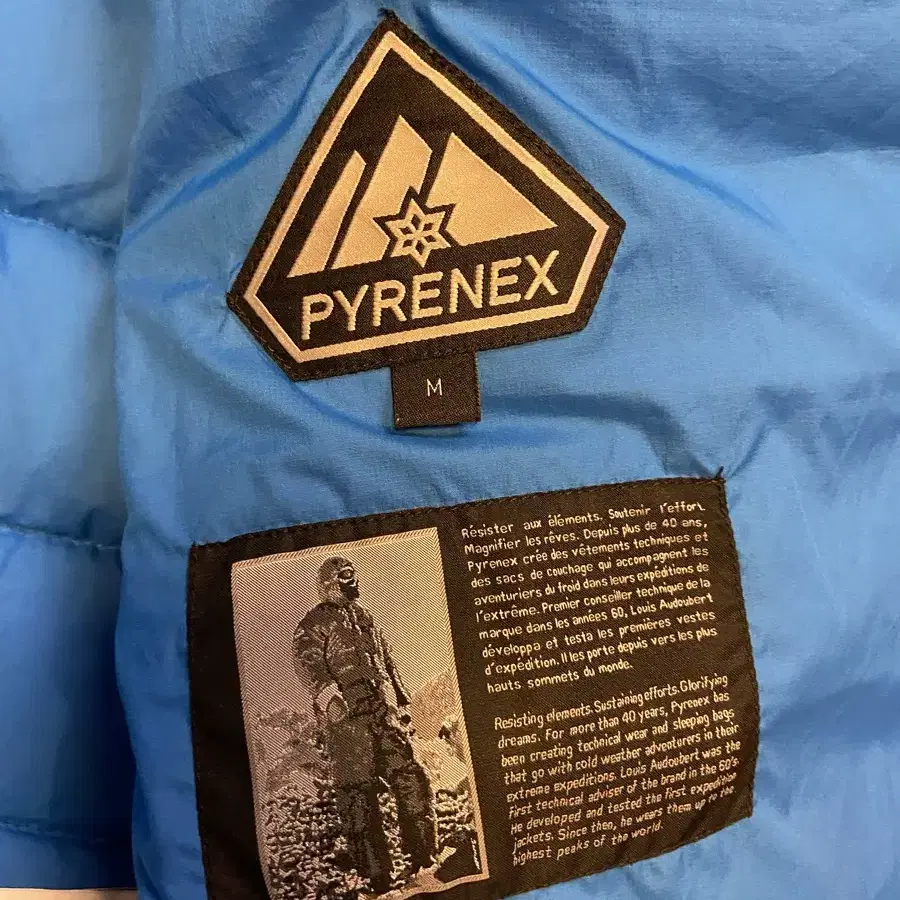 PYRENEX
M
Résister aux éléments. Soutenir l'effort.
Magnifier les rêves. Depuis plus de 40 ans,
Pyrenex crée des vêtements techniques et
des sacs de couchage qui accompagnent les
aventuriers du froid dans leurs expéditions de
l'extrême. Premier conseiller technique de la
marque dans les années 60, Louis Audoubert
développa et testa les premières vestes
d'expédition. Il les porte depuis vers les plus
hauts sommets du monde.
Resisting elements. Sustaining efforts. Glorifying
dreams. For more than 40 years, Pyrenex has
been creating technical wear and sleeping bags
that go with cold weather adventurers in their
extreme expeditions. Louis Audoubert was the
first technical adviser of the brand in the 60's
He developed and tested the first expedition
jackets. Since then, he wears them up to the
highest peaks of the world.